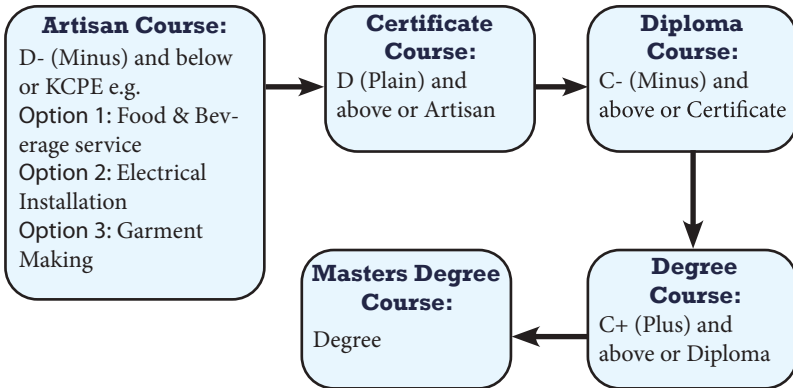 Artisan Course:
D- (Minus) and below
or KCPE e.g.
Option 1: Food & Bev-
erage service
Option 2: Electrical
Installation
Option 3: Garment
Making
Certificate
Course:
D (Plain) and
above or Artisan
Diploma
Course:
C- (Minus) and
above or Certificate
Degree
Course:
C+ (Plus) and
above or Diploma
Masters Degree
Course:
Degree